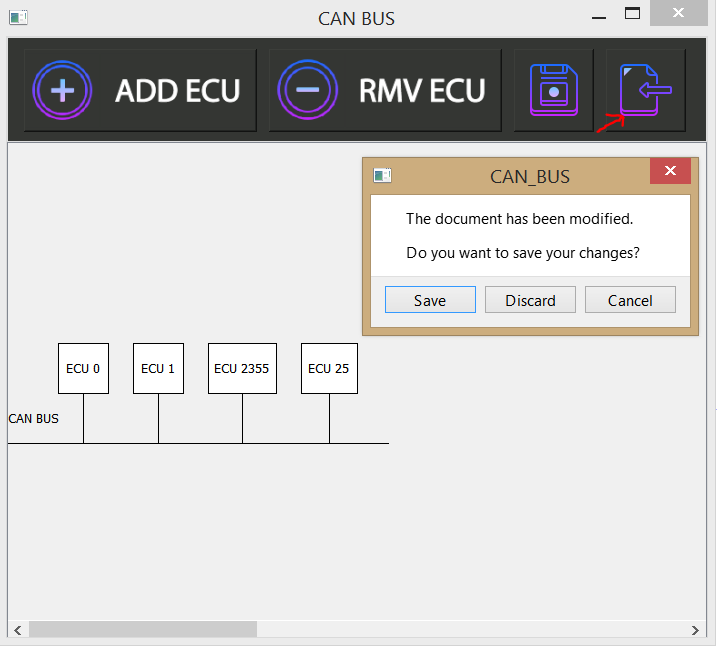 CAN BUS
ADD ECU
RMV ECU
CAN_BUS
The document has been modified.
Do you want to save your changes?
Save
Discard
Cancel
ECU 0
ECU 1
ECU 2355
ECU 25
CAN BUS